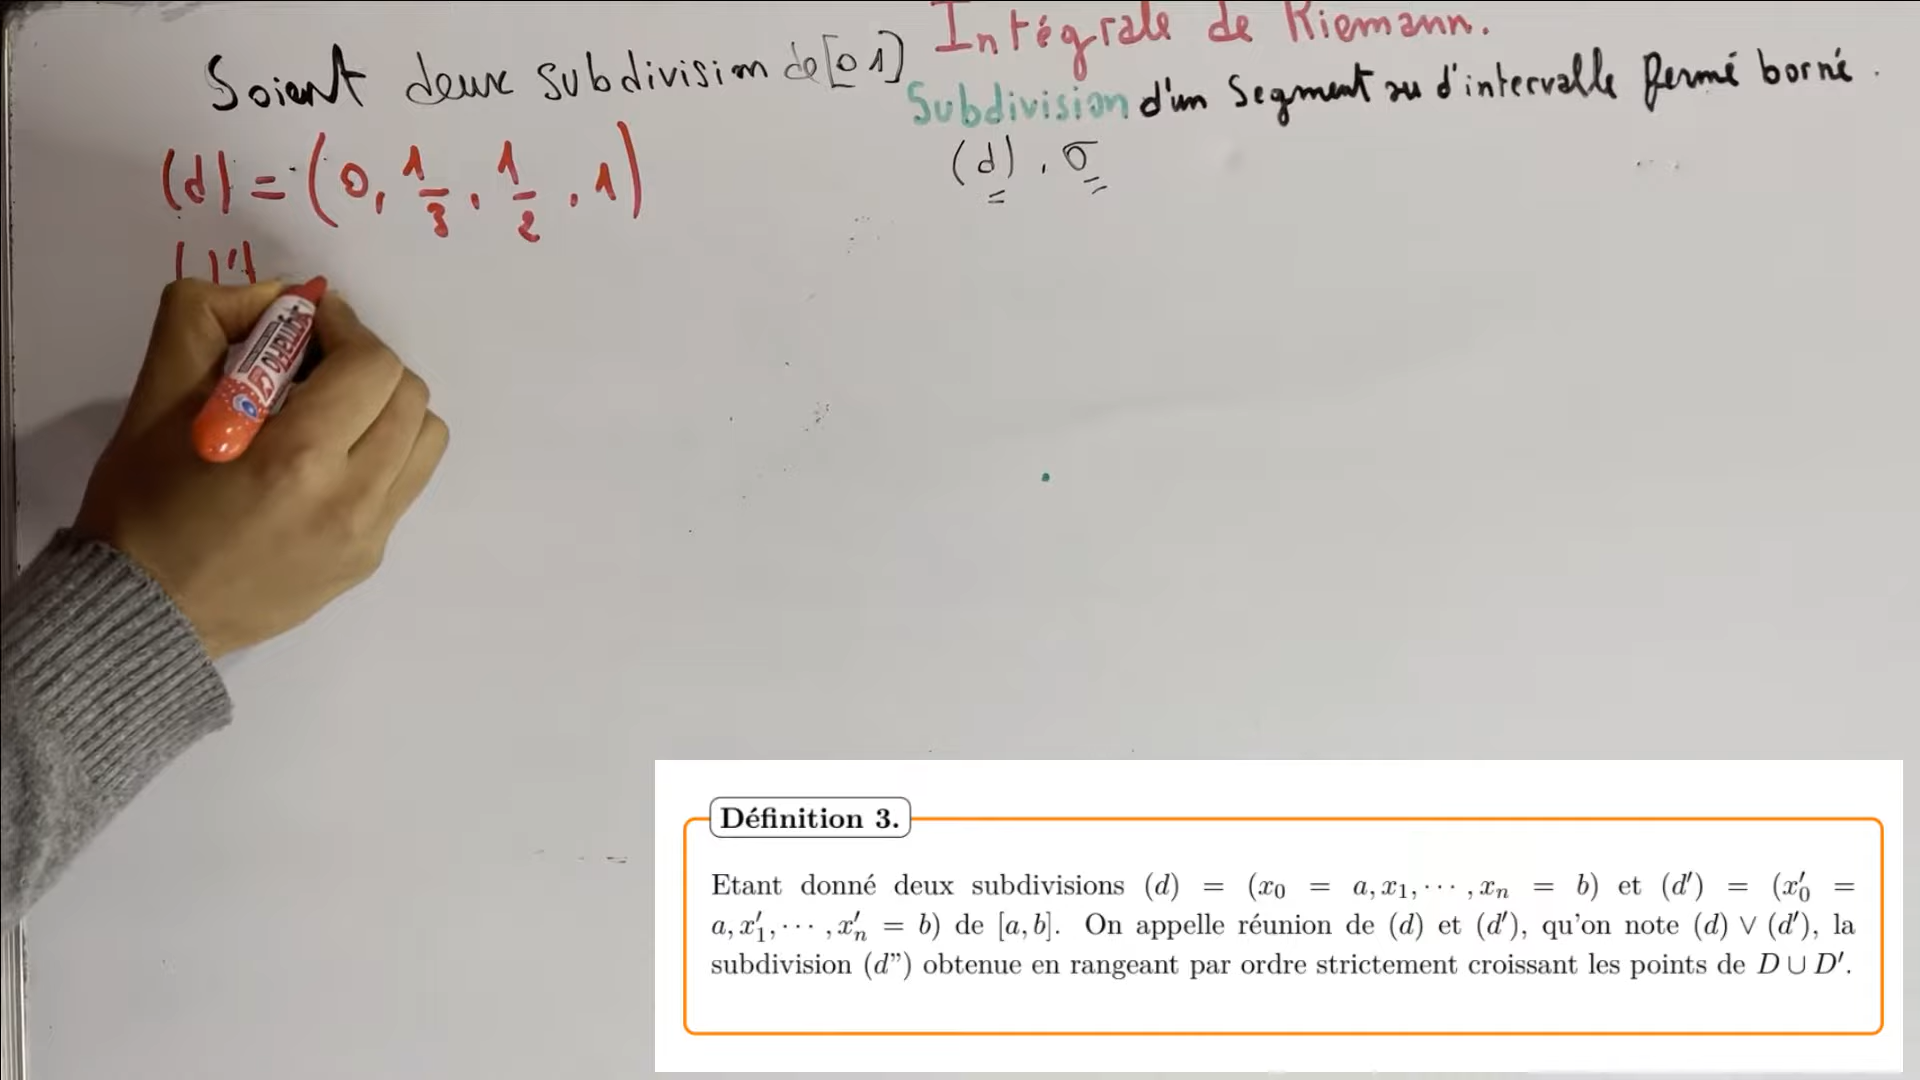 Intégrale de Riemann.
Soient deux subdivision de [0 1]
Subdivision d'un Segment ou d'intervalle fermé borné.
(d), σ
(d) = (0, 1/3, 1/2, 1)
(d')
Définition 3.
Etant donné deux subdivisions (d) = (x₀ = a, x₁, ⋯ , xₙ = b) et (d′) = (x′₀ =
a, x′₁, ⋯ , x′ₙ = b) de [a, b]. On appelle réunion de (d) et (d′), qu'on note (d) ∨ (d′), la
subdivision (d”) obtenue en rangeant par ordre strictement croissant les points de D ∪ D′.